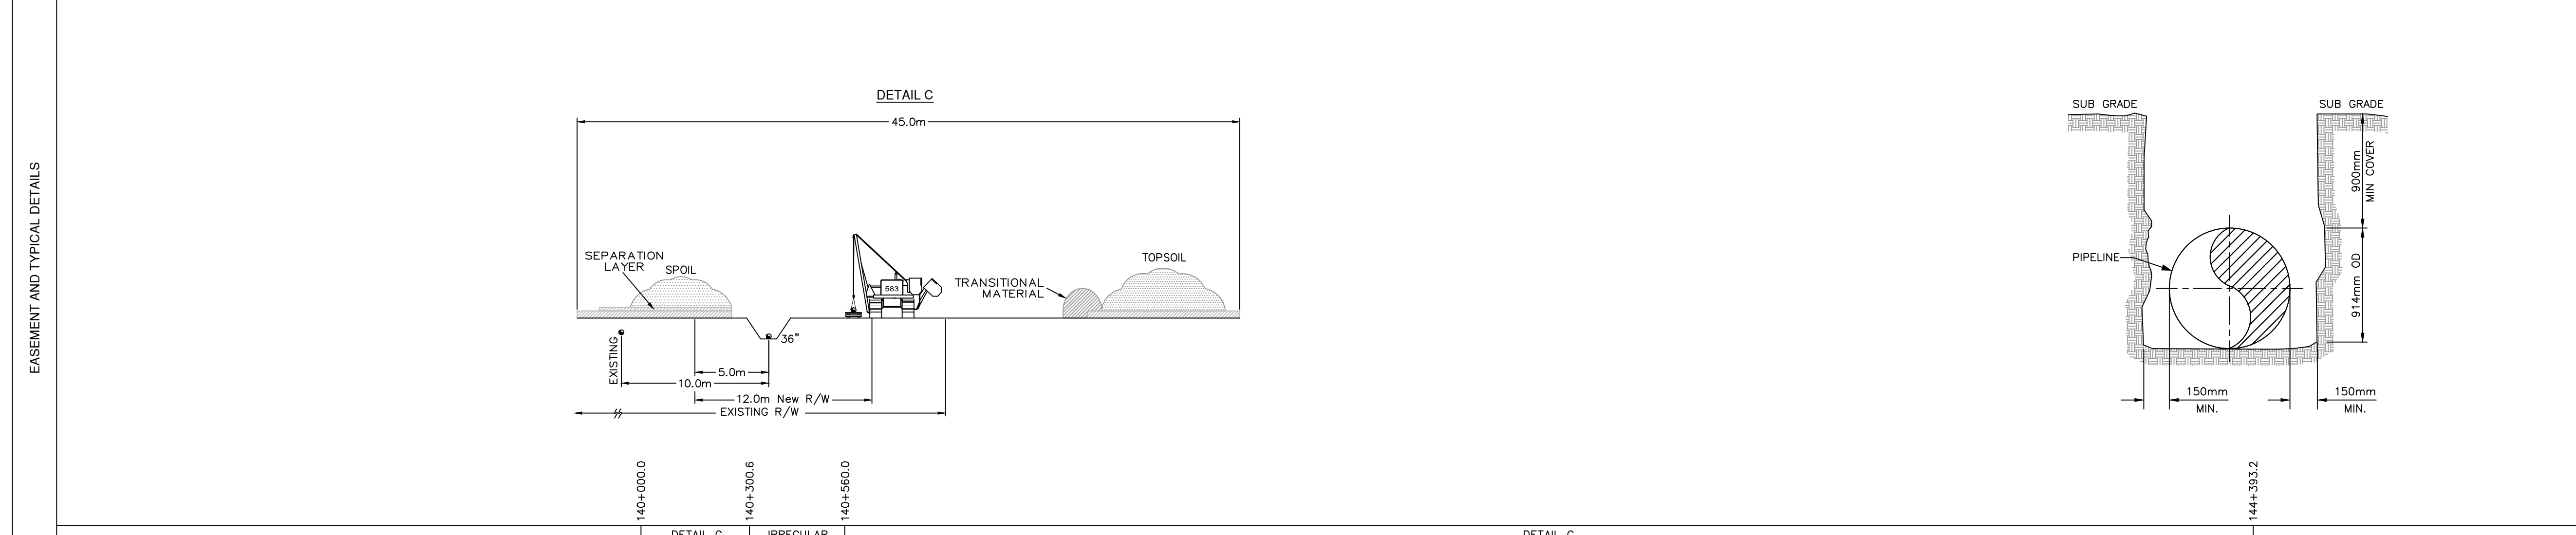 EASEMENT AND TYPICAL DETAILS
DETAIL C
45.0m
SEPARATION
LAYER
SPOIL
583
TRANSITIONAL
MATERIAL
TOPSOIL
36"
EXISTING
5.0m
10.0m
12.0m New R/W
EXISTING R/W
SUB GRADE
SUB GRADE
900mm
MIN COVER
PIPELINE
914mm OD
150mm
MIN.
150mm
MIN.
140+000.0
140+300.6
140+560.0
144+393.2
DETAIL C
IRREGULAR
DETAIL C